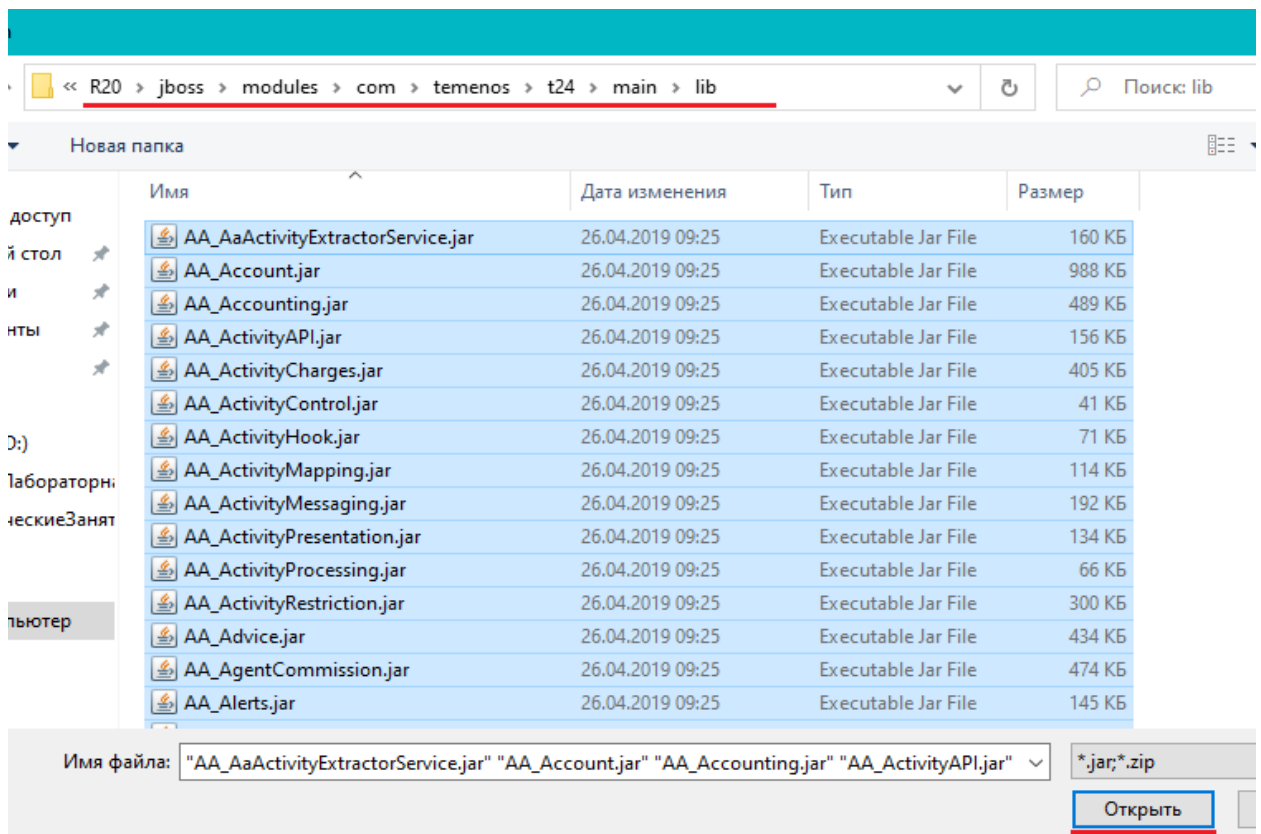 « R20 › jboss › modules › com › temenos › t24 › main › lib
Поиск: lib
Новая папка
Имя Дата изменения Тип Размер
доступ
й стол
и
нты
D:)
пьютер
AA_AaActivityExtractorService.jar 26.04.2019 09:25 Executable Jar File 160 КБ
AA_Account.jar 26.04.2019 09:25 Executable Jar File 988 КБ
AA_Accounting.jar 26.04.2019 09:25 Executable Jar File 489 КБ
AA_ActivityAPI.jar 26.04.2019 09:25 Executable Jar File 156 КБ
AA_ActivityCharges.jar 26.04.2019 09:25 Executable Jar File 405 КБ
AA_ActivityControl.jar 26.04.2019 09:25 Executable Jar File 41 КБ
AA_ActivityHook.jar 26.04.2019 09:25 Executable Jar File 71 КБ
AA_ActivityMapping.jar 26.04.2019 09:25 Executable Jar File 114 КБ
AA_ActivityMessaging.jar 26.04.2019 09:25 Executable Jar File 192 КБ
AA_ActivityPresentation.jar 26.04.2019 09:25 Executable Jar File 134 КБ
AA_ActivityProcessing.jar 26.04.2019 09:25 Executable Jar File 66 КБ
AA_ActivityRestriction.jar 26.04.2019 09:25 Executable Jar File 300 КБ
AA_Advice.jar 26.04.2019 09:25 Executable Jar File 434 КБ
AA_AgentCommission.jar 26.04.2019 09:25 Executable Jar File 474 КБ
AA_Alerts.jar 26.04.2019 09:25 Executable Jar File 145 КБ
Имя файла: "AA_AaActivityExtractorService.jar" "AA_Account.jar" "AA_Accounting.jar" "AA_ActivityAPI.jar"
*.jar;*.zip
Открыть